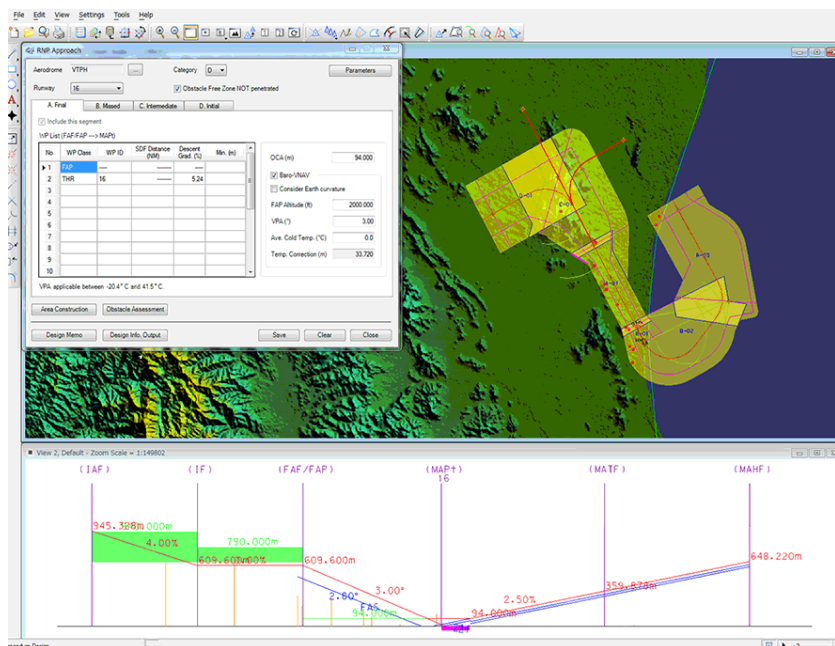 File Edit View Settings Tools Help
RNP Approach
Aerodrome VTPH ... Category D Parameters
Runway 16 Obstacle Free Zone NOT penetrated
A. Final B. Missed C. Intermediate D. Initial
Include this segment
WP List (FAF/FAP ---> MAPt)
No WP Class WP ID SDF Distance (NM) Descent Grad. (%) Min. (m)
1 FAP
2 THR 16 5.24
3
4
5
6
7
8
9
10
OCA (m) 94.000
Baro-VNAV
Consider Earth curvature
FAP Altitude (ft) 2000.000
VPA (°) 3.00
Ave. Cold Temp. (°C) 0.0
Temp. Correction (m) 33.720
VPA applicable between -20.4° C and 41.5° C.
Area Construction Obstacle Assessment
Design Memo Design Info. Output Save Clear Close
B-02
View 2, Default - Zoom Scale = 1:149802
(IAF) (IF) (FAF/FAP) (MAPt) (MATF) (MAHF)
16
790.000m
4.00%
609.600m
648.220m
3.00°
2.50%
359.870m
2.80°
FAS
94.000m
94.000m